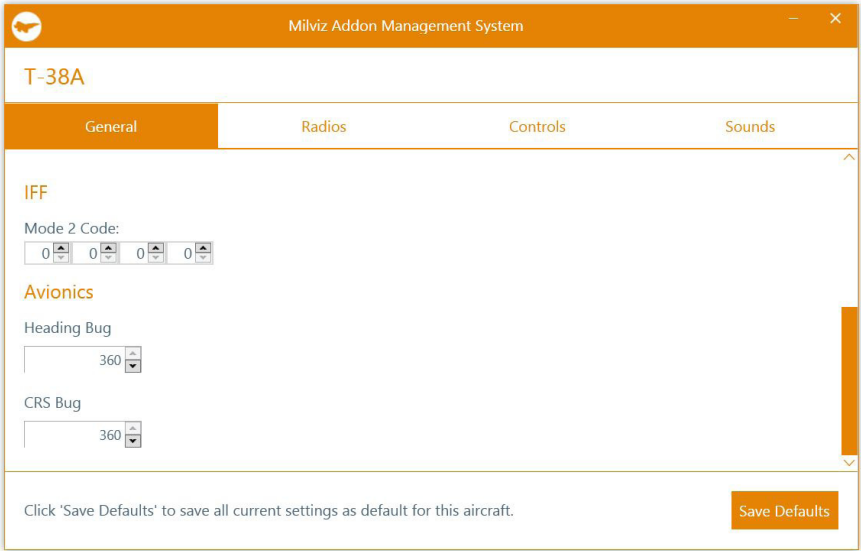 Milviz Addon Management System
T-38A
General Radios Controls Sounds
IFF
Mode 2 Code:
0 0 0 0
Avionics
Heading Bug
360
CRS Bug
360
Click 'Save Defaults' to save all current settings as default for this aircraft. Save Defaults